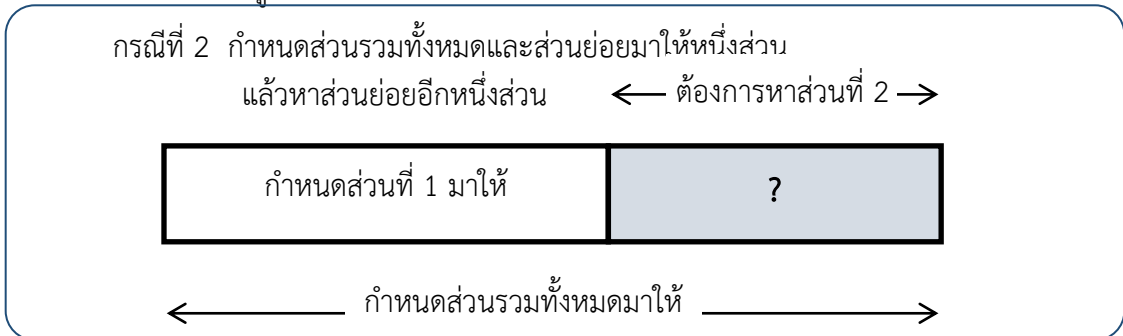 กรณีที่ 2 กำหนดส่วนรวมทั้งหมดและส่วนย่อยมาให้หนึ่งส่วน
แล้วหาส่วนย่อยอีกหนึ่งส่วน
ต้องการหาส่วนที่ 2
กำหนดส่วนที่ 1 มาให้
?
กำหนดส่วนรวมทั้งหมดมาให้